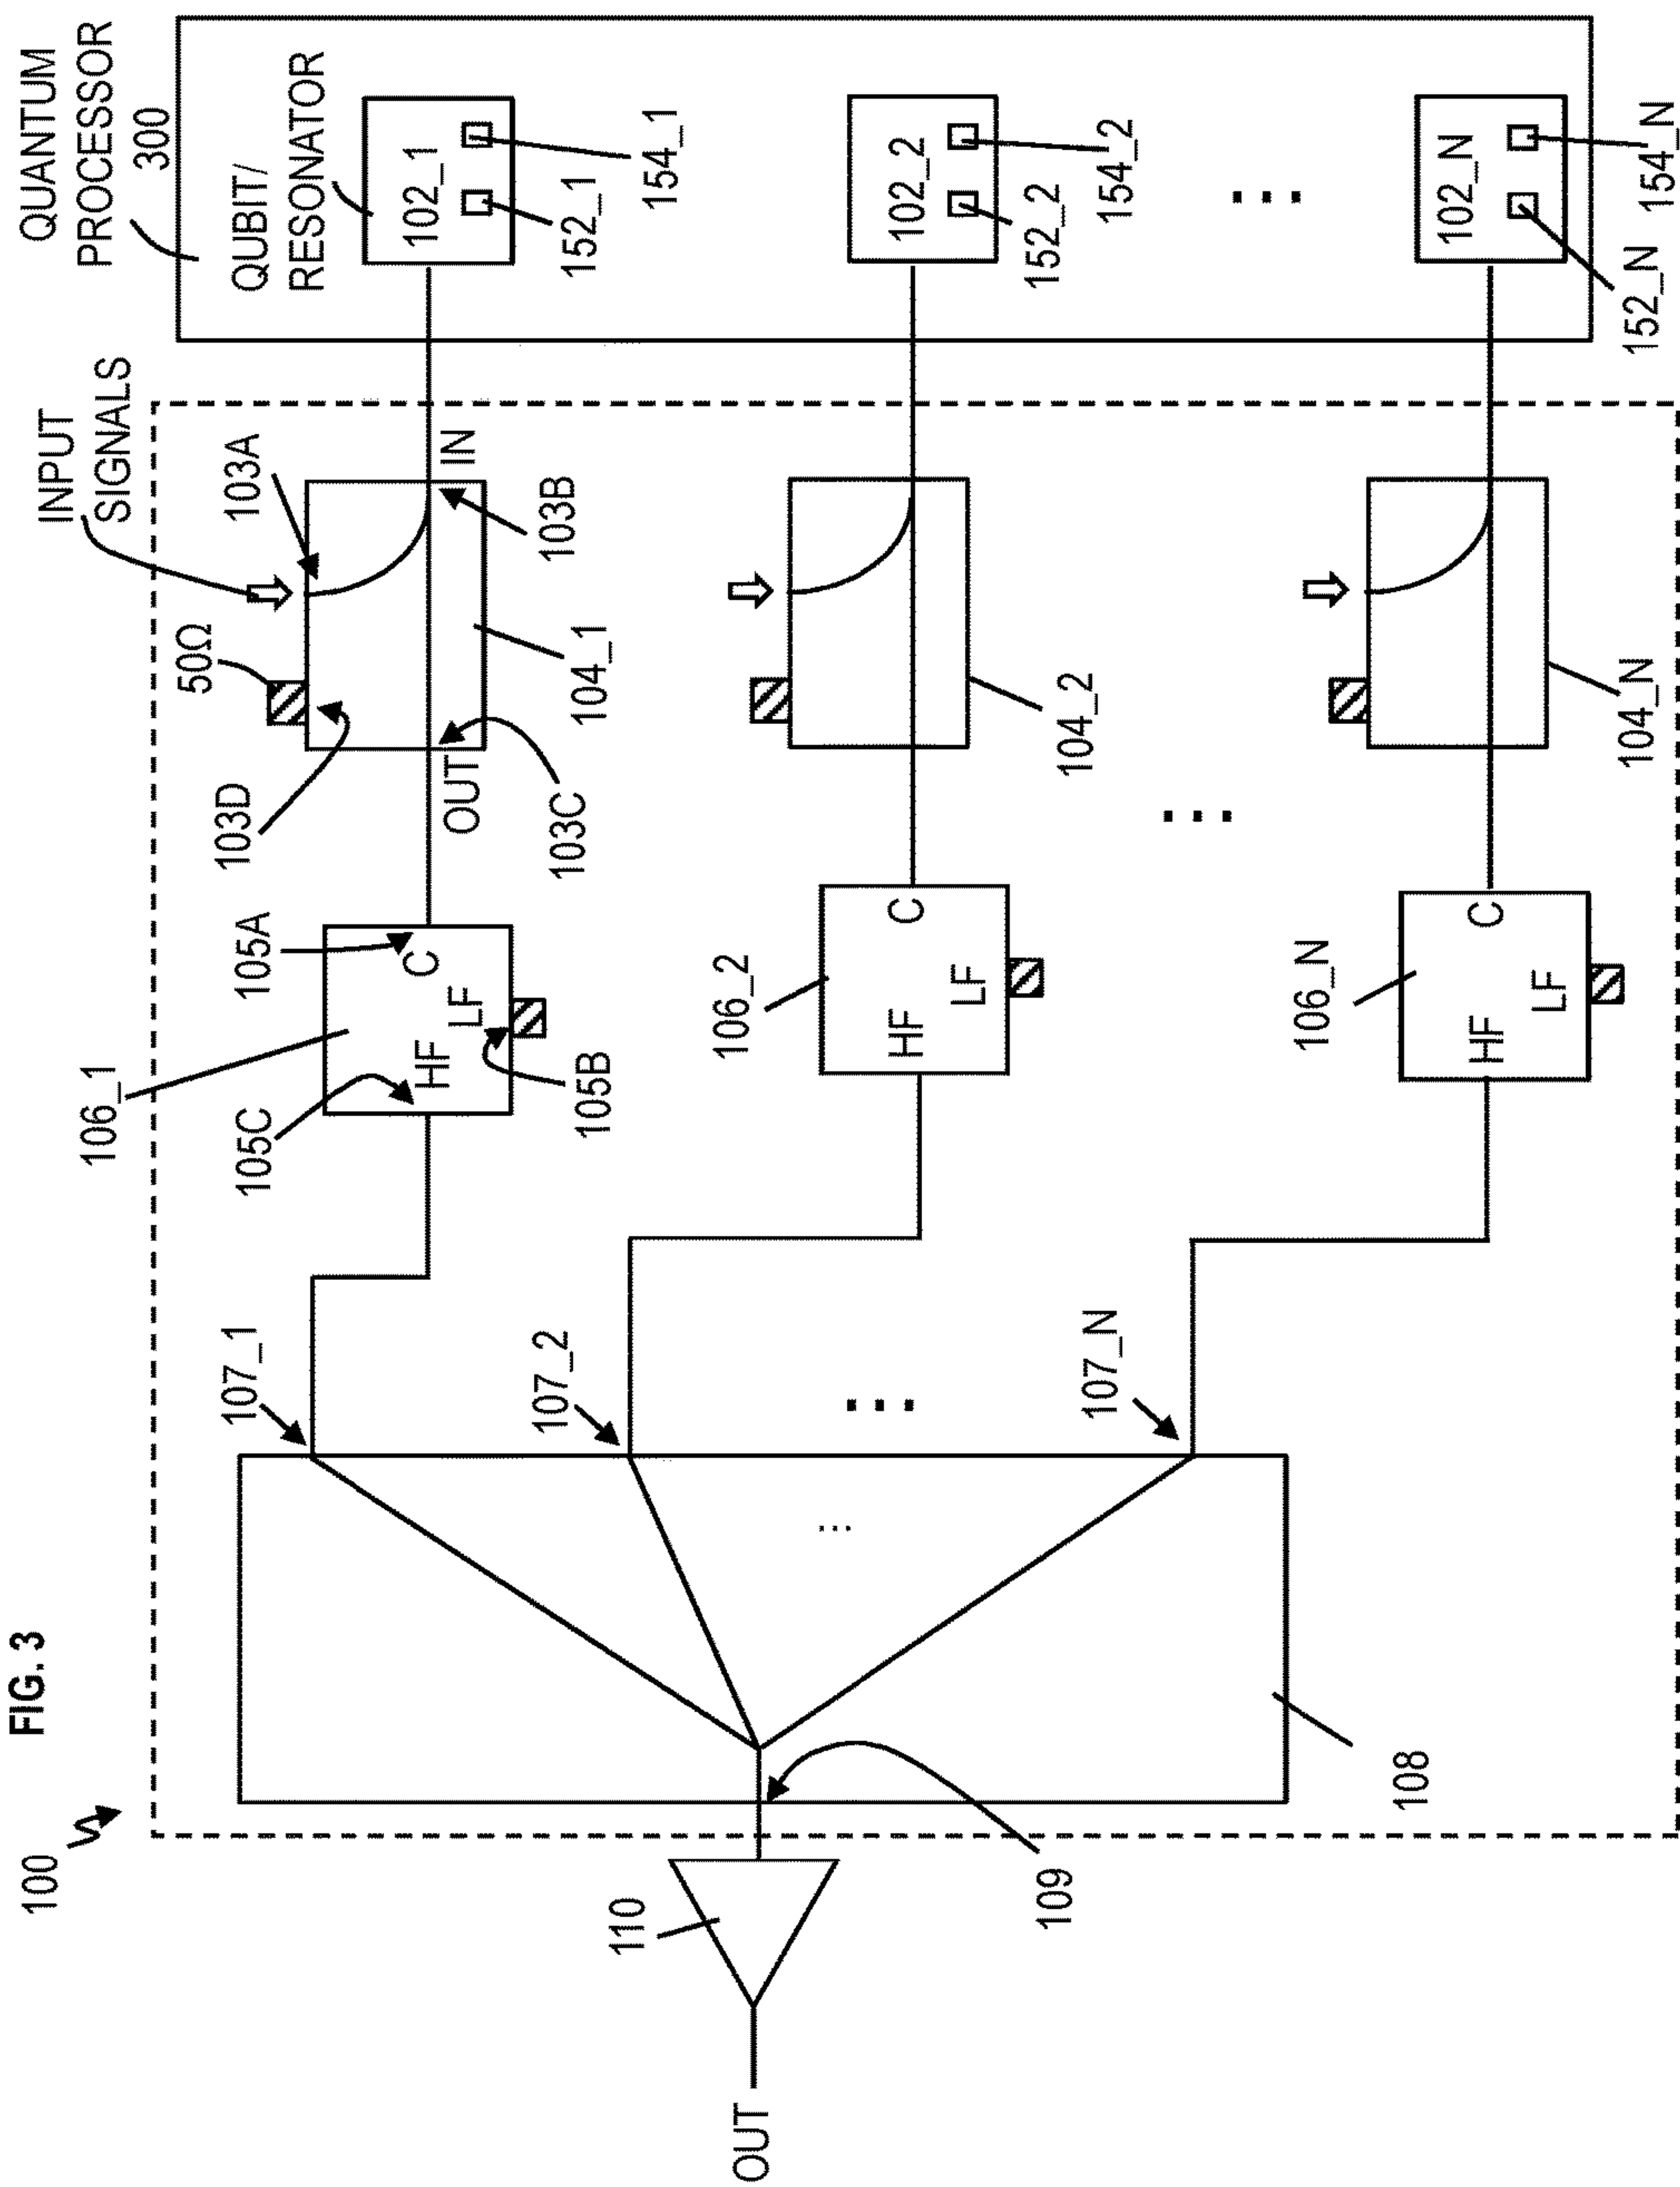 FIG. 3
100
QUANTUM
PROCESSOR
300
QUBIT/
RESONATOR
102_1
152_1
154_1
102_2
152_2
154_2
102_N
152_N
154_N
INPUT
SIGNALS
103A
IN
103B
50Ω
103D
OUT
103C
104_1
104_2
104_N
106_1
105A
C
LF
HF
105C
105B
106_2
C
LF
HF
106_N
C
LF
HF
107_1
107_2
107_N
108
109
110
OUT